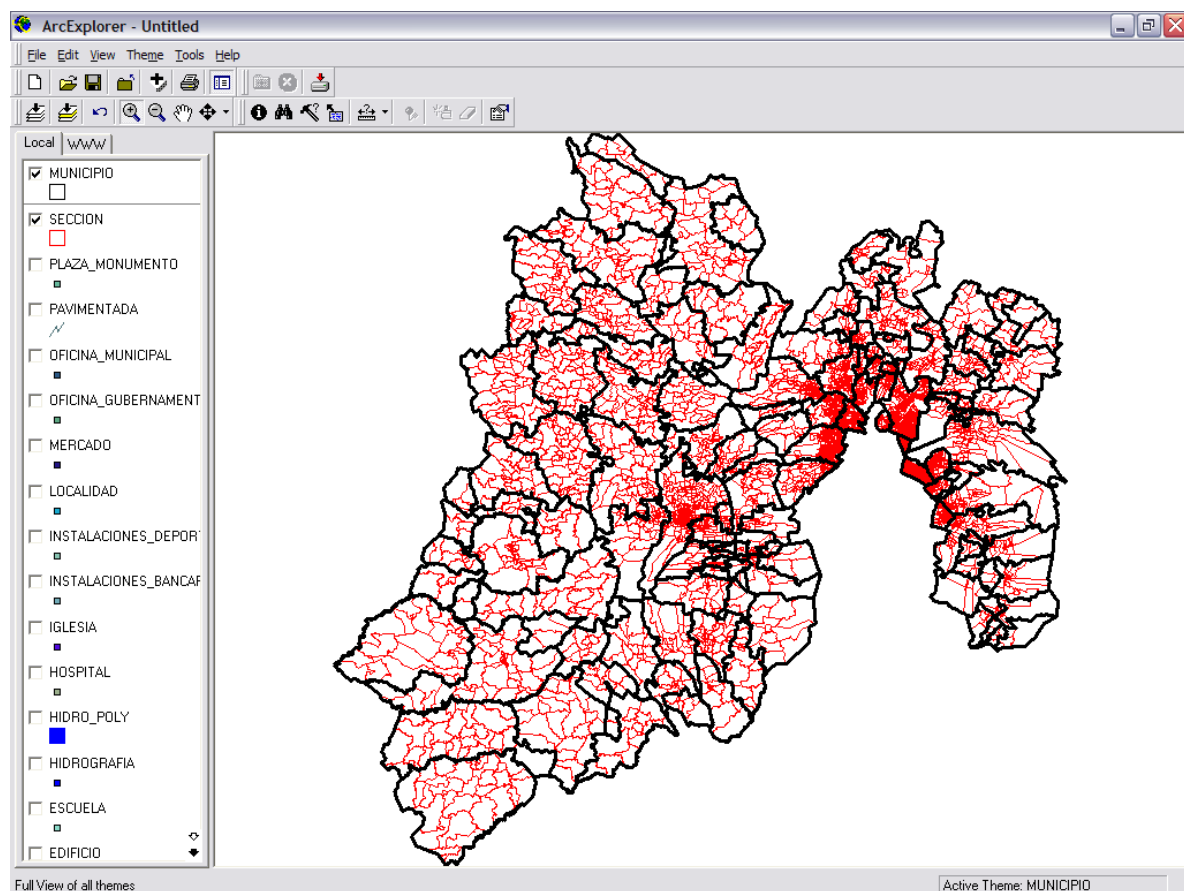 ArcExplorer - Untitled
File Edit View Theme Tools Help
Local WWW
MUNICIPIO
SECCION
PLAZA_MONUMENTO
PAVIMENTADA
OFICINA_MUNICIPAL
OFICINA_GUBERNAMENT
MERCADO
LOCALIDAD
INSTALACIONES_DEPOR
INSTALACIONES_BANCAR
IGLESIA
HOSPITAL
HIDRO_POLY
HIDROGRAFIA
ESCUELA
EDIFICIO
Full View of all themes Active Theme: MUNICIPIO